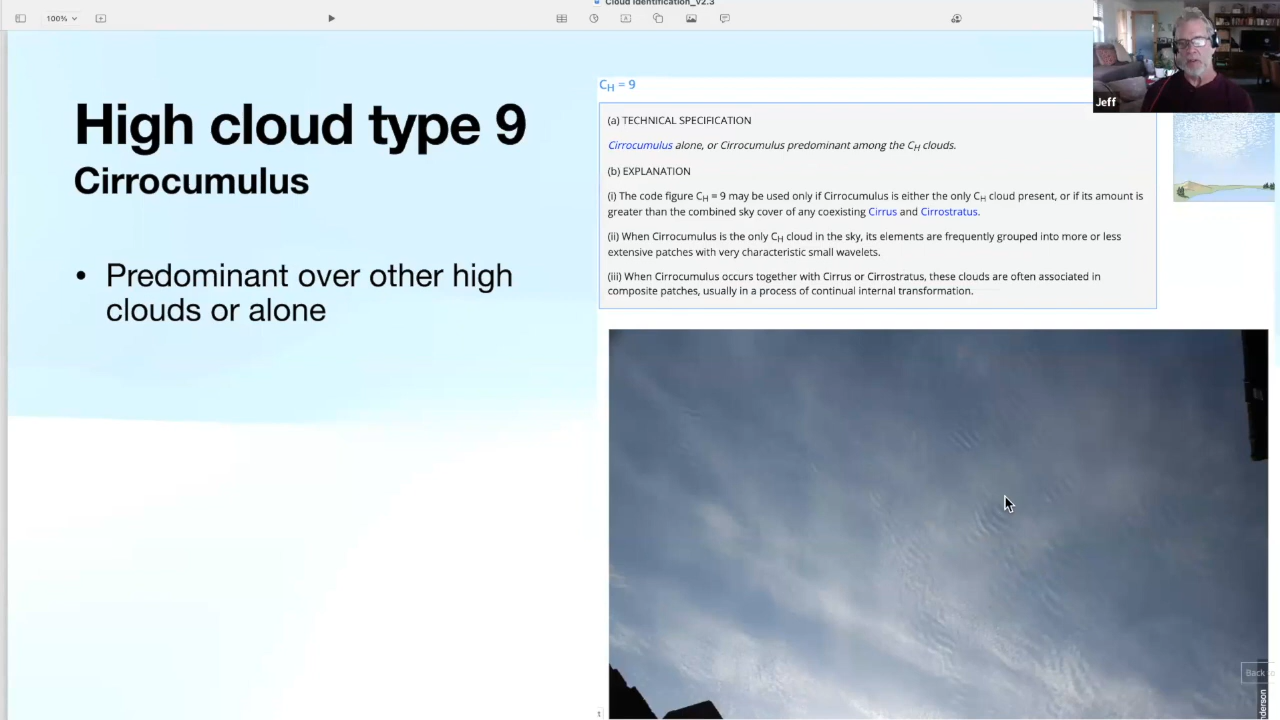 Cloud Identification_v2.3
100%
Jeff
High cloud type 9
Cirrocumulus
• Predominant over other high
clouds or alone
CH = 9
(a) TECHNICAL SPECIFICATION
Cirrocumulus alone, or Cirrocumulus predominant among the CH clouds.
(b) EXPLANATION
(i) The code figure CH = 9 may be used only if Cirrocumulus is either the only CH cloud present, or if its amount is
greater than the combined sky cover of any coexisting Cirrus and Cirrostratus.
(ii) When Cirrocumulus is the only CH cloud in the sky, its elements are frequently grouped into more or less
extensive patches with very characteristic small wavelets.
(iii) When Cirrocumulus occurs together with Cirrus or Cirrostratus, these clouds are often associated in
composite patches, usually in a process of continual internal transformation.
Back
nderson
1